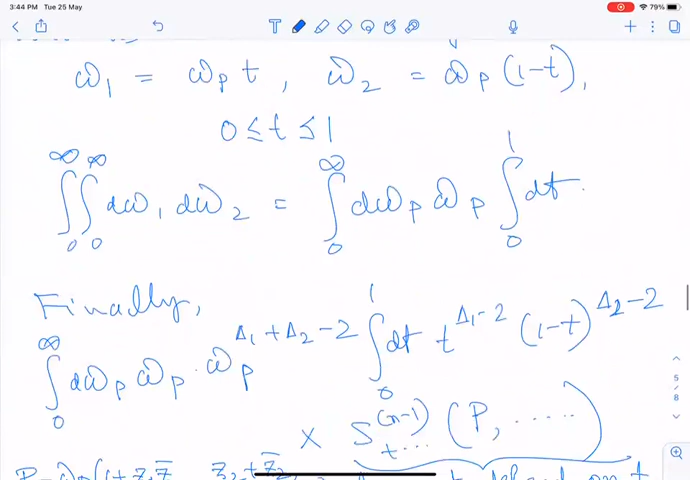 3:44 PM Tue 25 May
79%
ω₁ = ω_P t , ω₂ = ω_P (1-t),
0 ≤ t ≤ 1
∫₀^∞ ∫₀^∞ dω₁ dω₂ = ∫₀^∞ dω_P ω_P ∫₀^1 dt.
Finally,
∫₀^∞ dω_P ω_P · ω_P^{Δ₁+Δ₂-2} ∫₀^1 dt t^{Δ₁-2} (1-t)^{Δ₂-2}
× S_{t...}^{(n-1)} (P, .....)
5
/
8